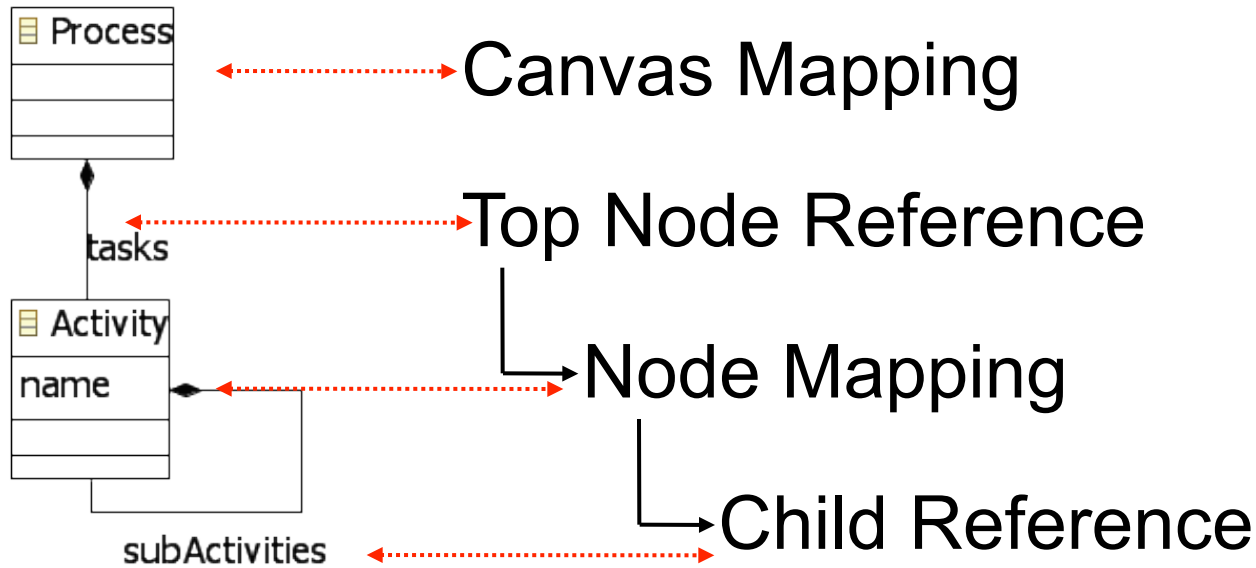 Process
Canvas Mapping
Top Node Reference
tasks
Activity
name
Node Mapping
Child Reference
subActivities